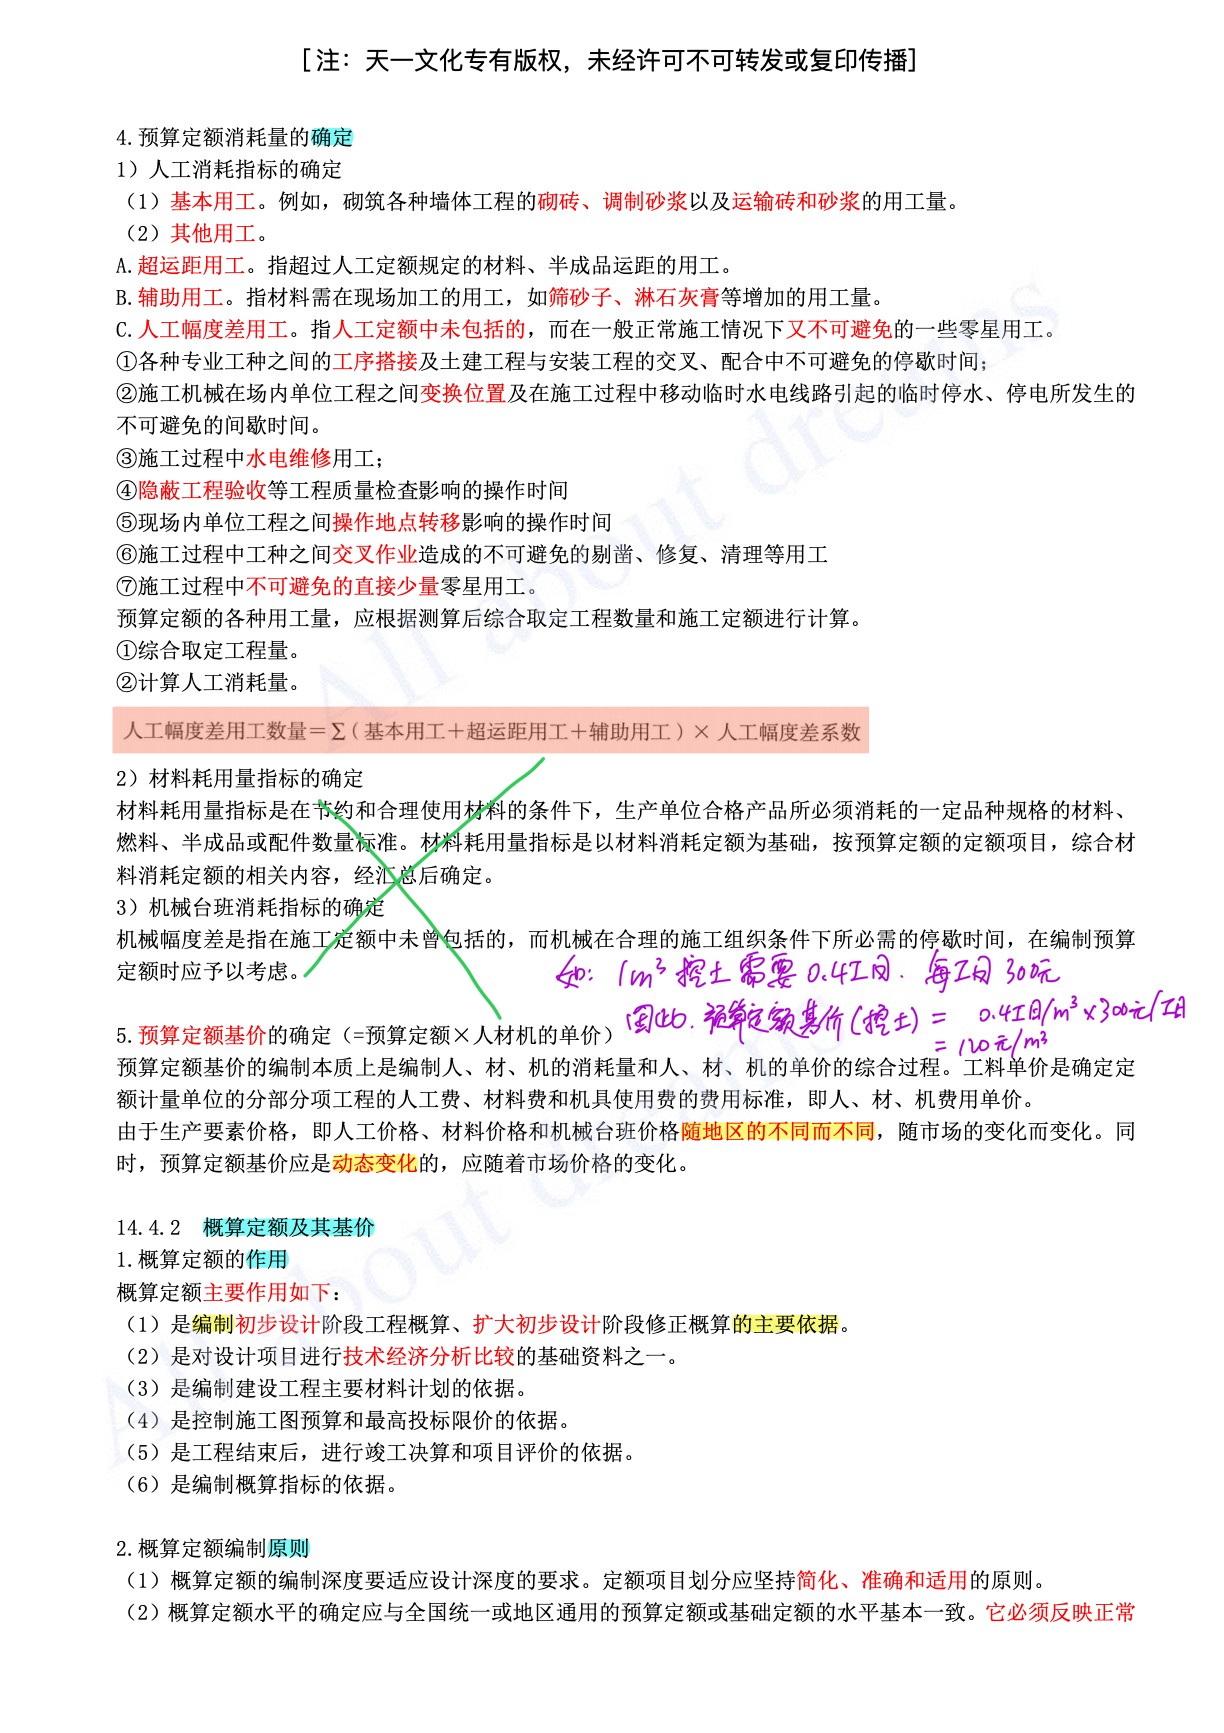 [注：天一文化专有版权，未经许可不可转发或复印传播]
4.预算定额消耗量的确定
1）人工消耗指标的确定
（1）基本用工。例如，砌筑各种墙体工程的砌砖、调制砂浆以及运输砖和砂浆的用工量。
（2）其他用工。
A.超运距用工。指超过人工定额规定的材料、半成品运距的用工。
B.辅助用工。指材料需在现场加工的用工，如筛砂子、淋石灰膏等增加的用工量。
C.人工幅度差用工。指人工定额中未包括的，而在一般正常施工情况下又不可避免的一些零星用工。
①各种专业工种之间的工序搭接及土建工程与安装工程的交叉、配合中不可避免的停歇时间；
②施工机械在场内单位工程之间变换位置及在施工过程中移动临时水电线路引起的临时停水、停电所发生的
不可避免的间歇时间。
③施工过程中水电维修用工；
④隐蔽工程验收等工程质量检查影响的操作时间
⑤现场内单位工程之间操作地点转移影响的操作时间
⑥施工过程中工种之间交叉作业造成的不可避免的剔凿、修复、清理等用工
⑦施工过程中不可避免的直接少量零星用工。
预算定额的各种用工量，应根据测算后综合取定工程数量和施工定额进行计算。
①综合取定工程量。
②计算人工消耗量。
人工幅度差用工数量＝∑（基本用工＋超运距用工＋辅助用工）× 人工幅度差系数
2）材料耗用量指标的确定
材料耗用量指标是在节约和合理使用材料的条件下，生产单位合格产品所必须消耗的一定品种规格的材料、
燃料、半成品或配件数量标准。材料耗用量指标是以材料消耗定额为基础，按预算定额的定额项目，综合材
料消耗定额的相关内容，经汇总后确定。
3）机械台班消耗指标的确定
机械幅度差是指在施工定额中未曾包括的，而机械在合理的施工组织条件下所必需的停歇时间，在编制预算
定额时应予以考虑。
如：1m³挖土需要0.4工日．每工日300元
因此．预算定额基价(挖土) = 0.4工日/m³×300元/工日
= 120元/m³
5.预算定额基价的确定（=预算定额×人材机的单价）
预算定额基价的编制本质上是编制人、材、机的消耗量和人、材、机的单价的综合过程。工料单价是确定定
额计量单位的分部分项工程的人工费、材料费和机具使用费的费用标准，即人、材、机费用单价。
由于生产要素价格，即人工价格、材料价格和机械台班价格随地区的不同而不同，随市场的变化而变化。同
时，预算定额基价应是动态变化的，应随着市场价格的变化。
14.4.2 概算定额及其基价
1.概算定额的作用
概算定额主要作用如下：
（1）是编制初步设计阶段工程概算、扩大初步设计阶段修正概算的主要依据。
（2）是对设计项目进行技术经济分析比较的基础资料之一。
（3）是编制建设工程主要材料计划的依据。
（4）是控制施工图预算和最高投标限价的依据。
（5）是工程结束后，进行竣工决算和项目评价的依据。
（6）是编制概算指标的依据。
2.概算定额编制原则
（1）概算定额的编制深度要适应设计深度的要求。定额项目划分应坚持简化、准确和适用的原则。
（2）概算定额水平的确定应与全国统一或地区通用的预算定额或基础定额的水平基本一致。它必须反映正常
All about dreams
All about dreams